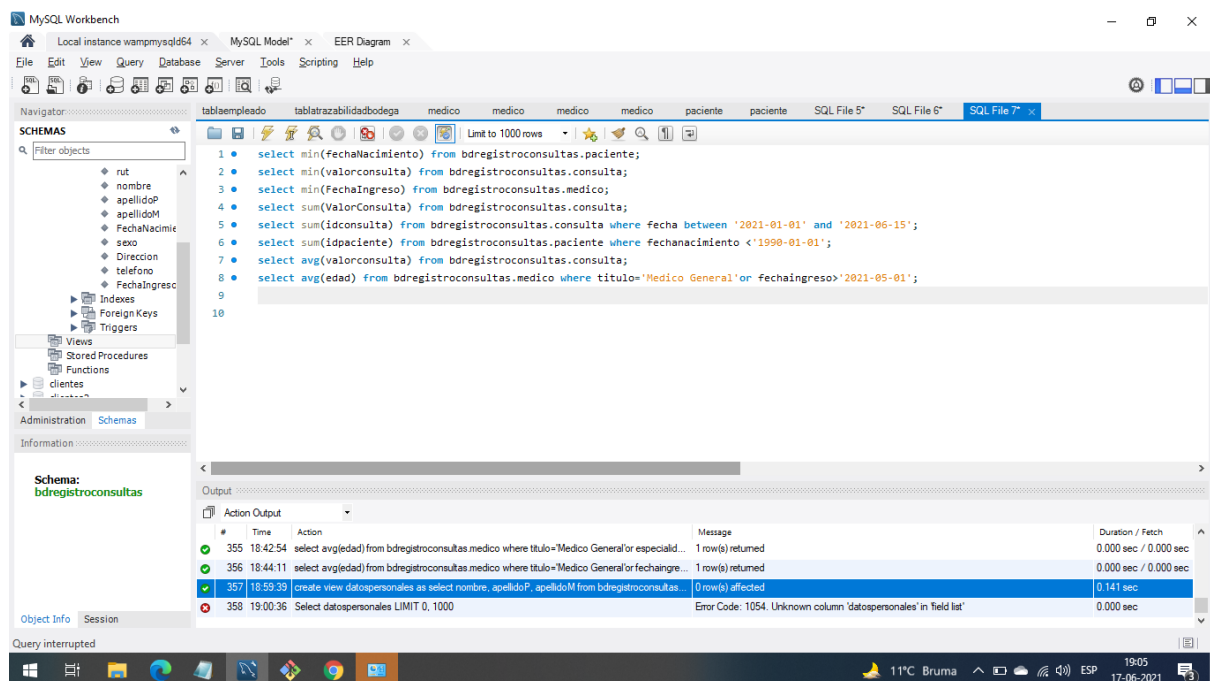 MySQL Workbench
Local instance wampmysqld64 × MySQL Model* × EER Diagram ×
File Edit View Query Database Server Tools Scripting Help
Navigator
tablaempleado tablatrazabilidadbodega medico medico medico medico paciente paciente SQL File 5* SQL File 6* SQL File 7* ×
SCHEMAS
Limit to 1000 rows
Filter objects
rut
nombre
apellidoP
apellidoM
FechaNacimie
sexo
Direccion
telefono
FechaIngresc
Indexes
Foreign Keys
Triggers
Views
Stored Procedures
Functions
clientes
Administration Schemas
Information
Schema:
bdregistroconsultas
Object Info Session
1 select min(fechaNacimiento) from bdregistroconsultas.paciente;
2 select min(valorconsulta) from bdregistroconsultas.consulta;
3 select min(FechaIngreso) from bdregistroconsultas.medico;
4 select sum(ValorConsulta) from bdregistroconsultas.consulta;
5 select sum(idconsulta) from bdregistroconsultas.consulta where fecha between '2021-01-01' and '2021-06-15';
6 select sum(idpaciente) from bdregistroconsultas.paciente where fechanacimiento <'1990-01-01';
7 select avg(valorconsulta) from bdregistroconsultas.consulta;
8 select avg(edad) from bdregistroconsultas.medico where titulo='Medico General'or fechaingreso>'2021-05-01';
9
10
Output
Action Output
# Time Action Message Duration / Fetch
355 18:42:54 select avg(edad) from bdregistroconsultas.medico where titulo='Medico General'or especialid... 1 row(s) returned 0.000 sec / 0.000 sec
356 18:44:11 select avg(edad) from bdregistroconsultas.medico where titulo='Medico General'or fechaingre... 1 row(s) returned 0.000 sec / 0.000 sec
357 18:59:39 create view datospersonales as select nombre, apellidoP, apellidoM from bdregistroconsultas... 0 row(s) affected 0.141 sec
358 19:00:36 Select datospersonales LIMIT 0, 1000 Error Code: 1054. Unknown column 'datospersonales' in 'field list' 0.000 sec
Query interrupted
11°C Bruma ESP 19:05
17-06-2021